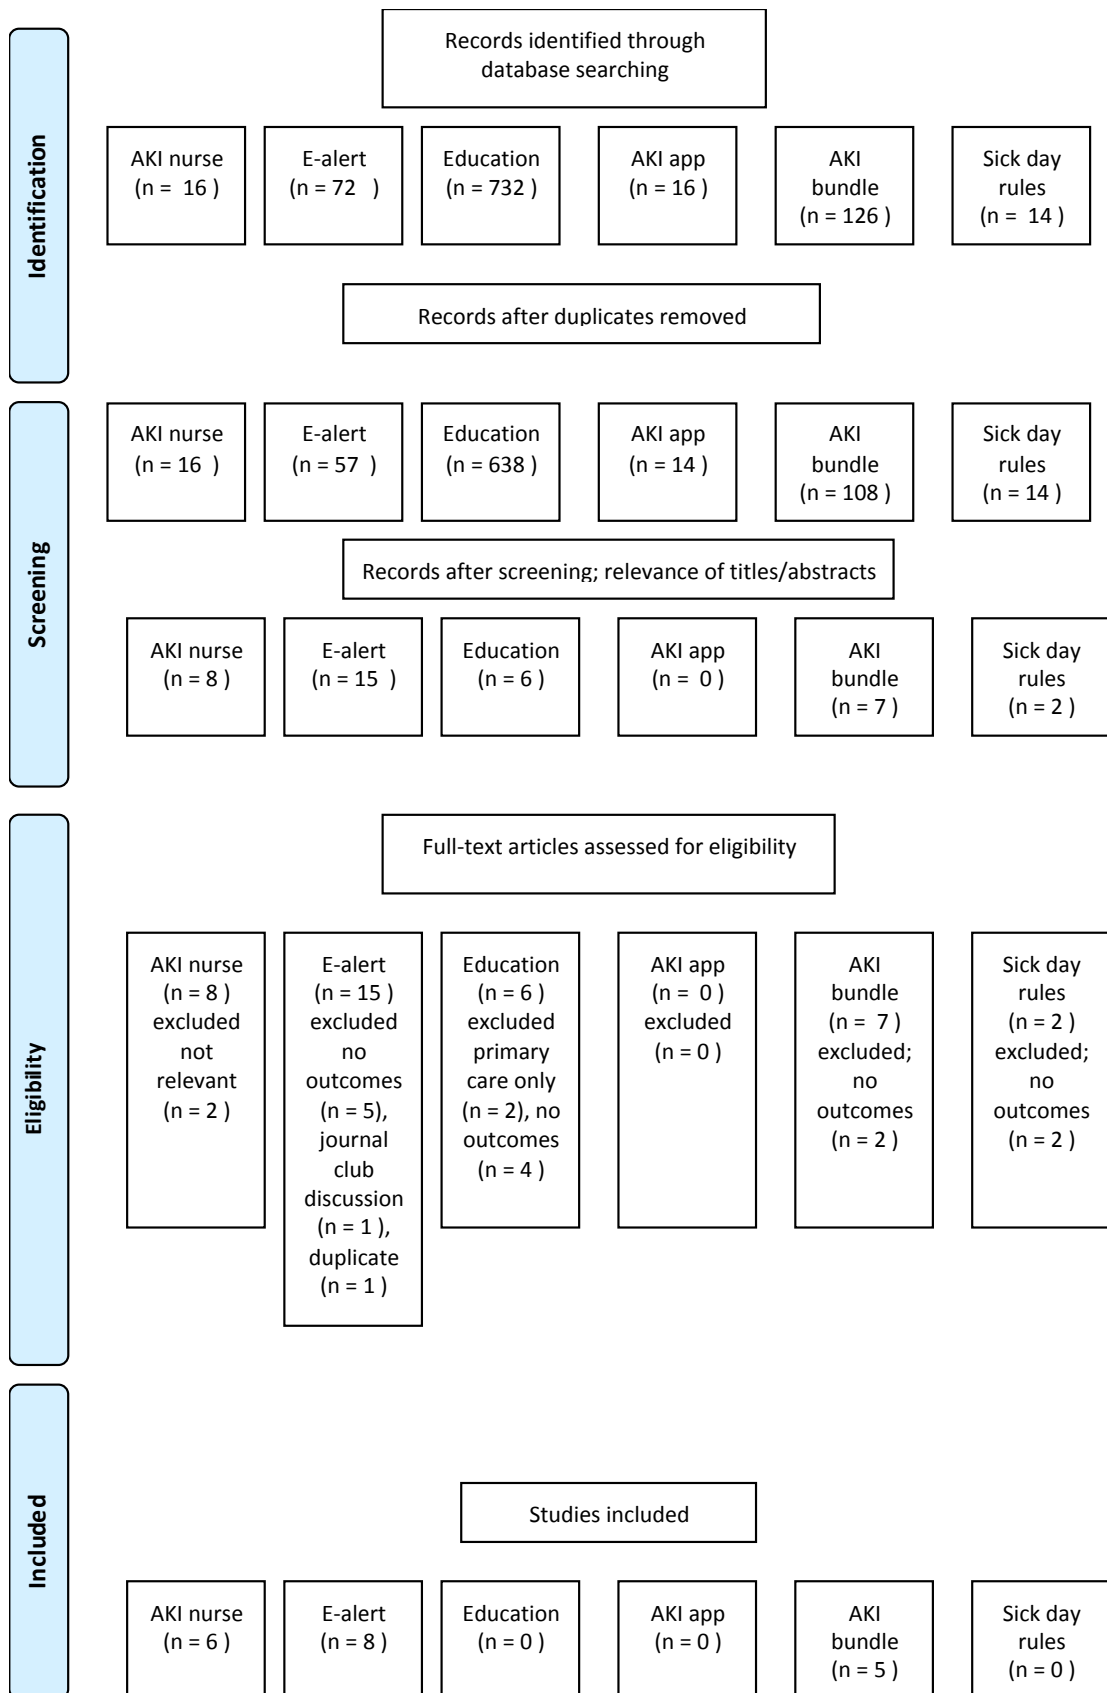 Records identified through
database searching
Identification
AKI nurse
(n =  16 )
E-alert
(n = 72   )
Education
(n = 732 )
AKI app
(n = 16 )
AKI
bundle
(n = 126 )
Sick day
rules
(n =  14 )
Records after duplicates removed
Screening
AKI nurse
(n = 16  )
E-alert
(n = 57  )
Education
(n = 638 )
AKI app
(n = 14 )
AKI
bundle
(n = 108 )
Sick day
rules
(n = 14 )
Records after screening; relevance of titles/abstracts
AKI nurse
(n = 8 )
E-alert
(n = 15  )
Education
(n = 6 )
AKI app
(n =  0 )
AKI
bundle
(n = 7 )
Sick day
rules
(n = 2 )
Eligibility
Full-text articles assessed for eligibility
AKI nurse
(n = 8 )
excluded
not
relevant
(n = 2 )
E-alert
(n = 15 )
excluded
no
outcomes
(n = 5),
journal
club
discussion
(n = 1 ),
duplicate
(n = 1 )
Education
(n = 6 )
excluded
primary
care only
(n = 2), no
outcomes
(n = 4 )
AKI app
(n =  0 )
excluded
(n = 0 )
AKI
bundle
(n =  7 )
excluded;
no
outcomes
(n = 2 )
Sick day
rules
(n = 2 )
excluded;
no
outcomes
(n = 2 )
Included
Studies included
AKI nurse
(n = 6 )
E-alert
(n = 8 )
Education
(n = 0 )
AKI app
(n = 0 )
AKI
bundle
(n = 5 )
Sick day
rules
(n = 0 )